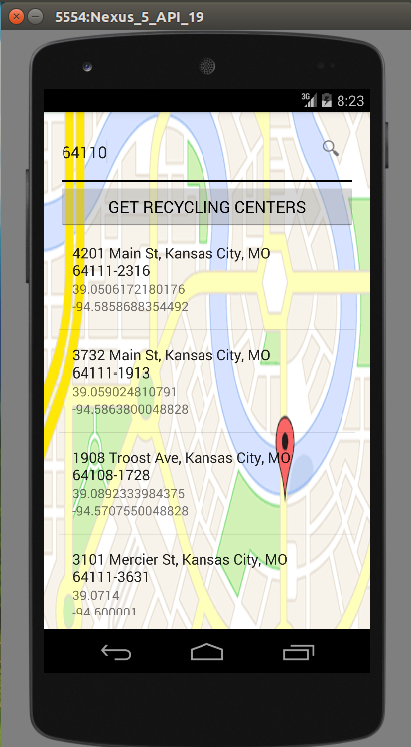 5554:Nexus_5_API_19
3G 8:23
64110
GET RECYCLING CENTERS
4201 Main St, Kansas City, MO
64111-2316
39.0506172180176
-94.5858688354492
3732 Main St, Kansas City, MO
64111-1913
39.059024810791
-94.5863800048828
1908 Troost Ave, Kansas City, MO
64108-1728
39.0892333984375
-94.5707550048828
3101 Mercier St, Kansas City, MO
64111-3631
39.0714
-94.600001